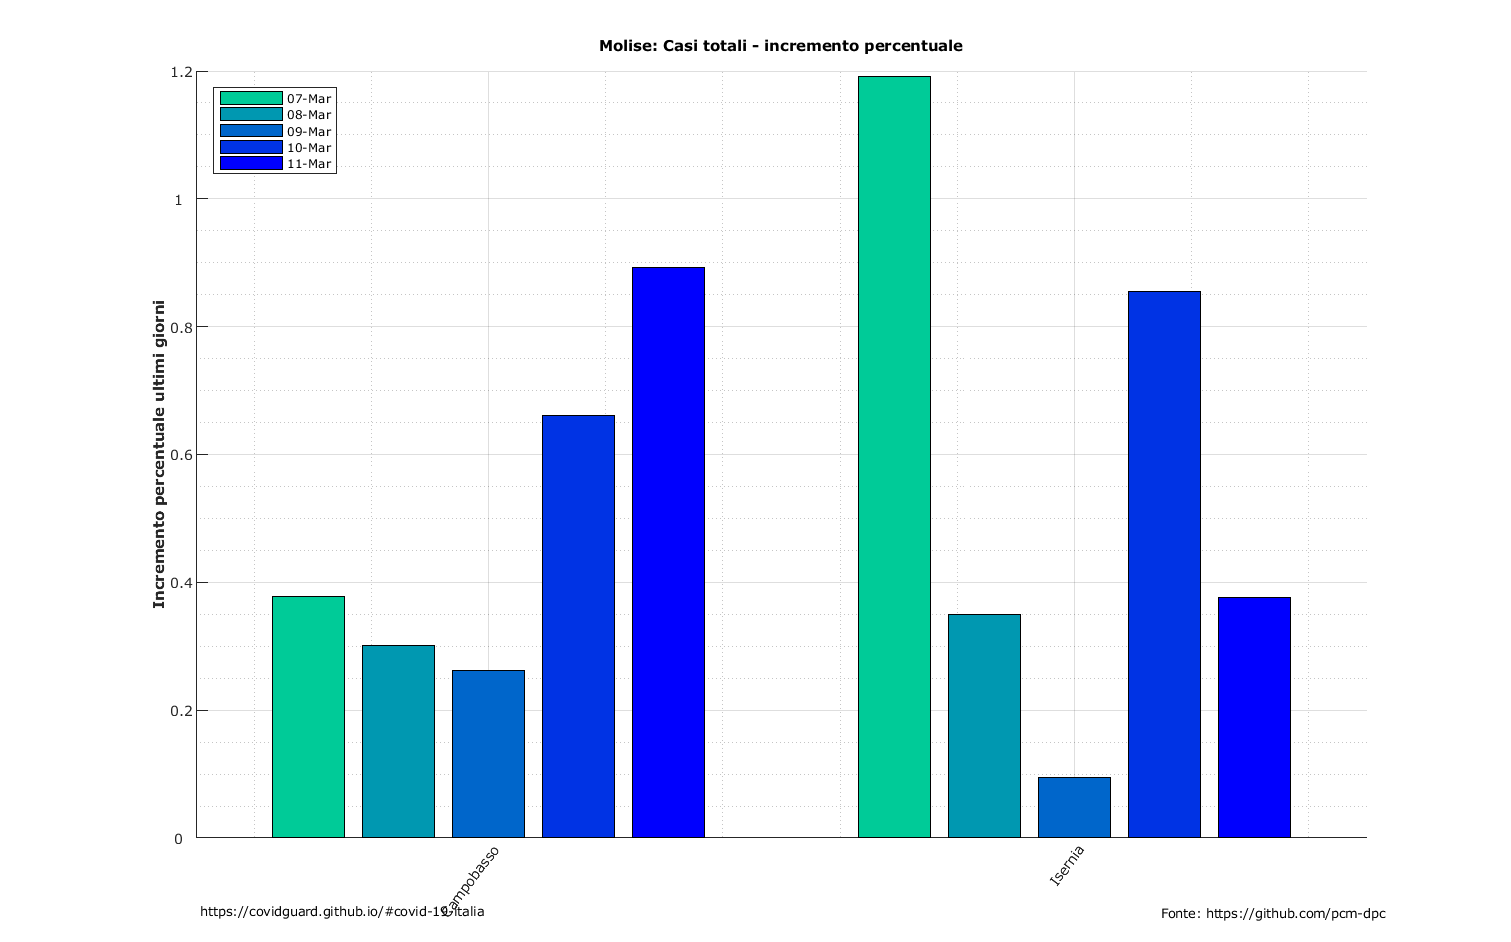 Molise: Casi totali - incremento percentuale
07-Mar
08-Mar
09-Mar
10-Mar
11-Mar
Incremento percentuale ultimi giorni
1.2
1
0.8
0.6
0.4
0.2
0
Campobasso
Isernia
https://covidguard.github.io/#covid-19-italia
Fonte: https://github.com/pcm-dpc